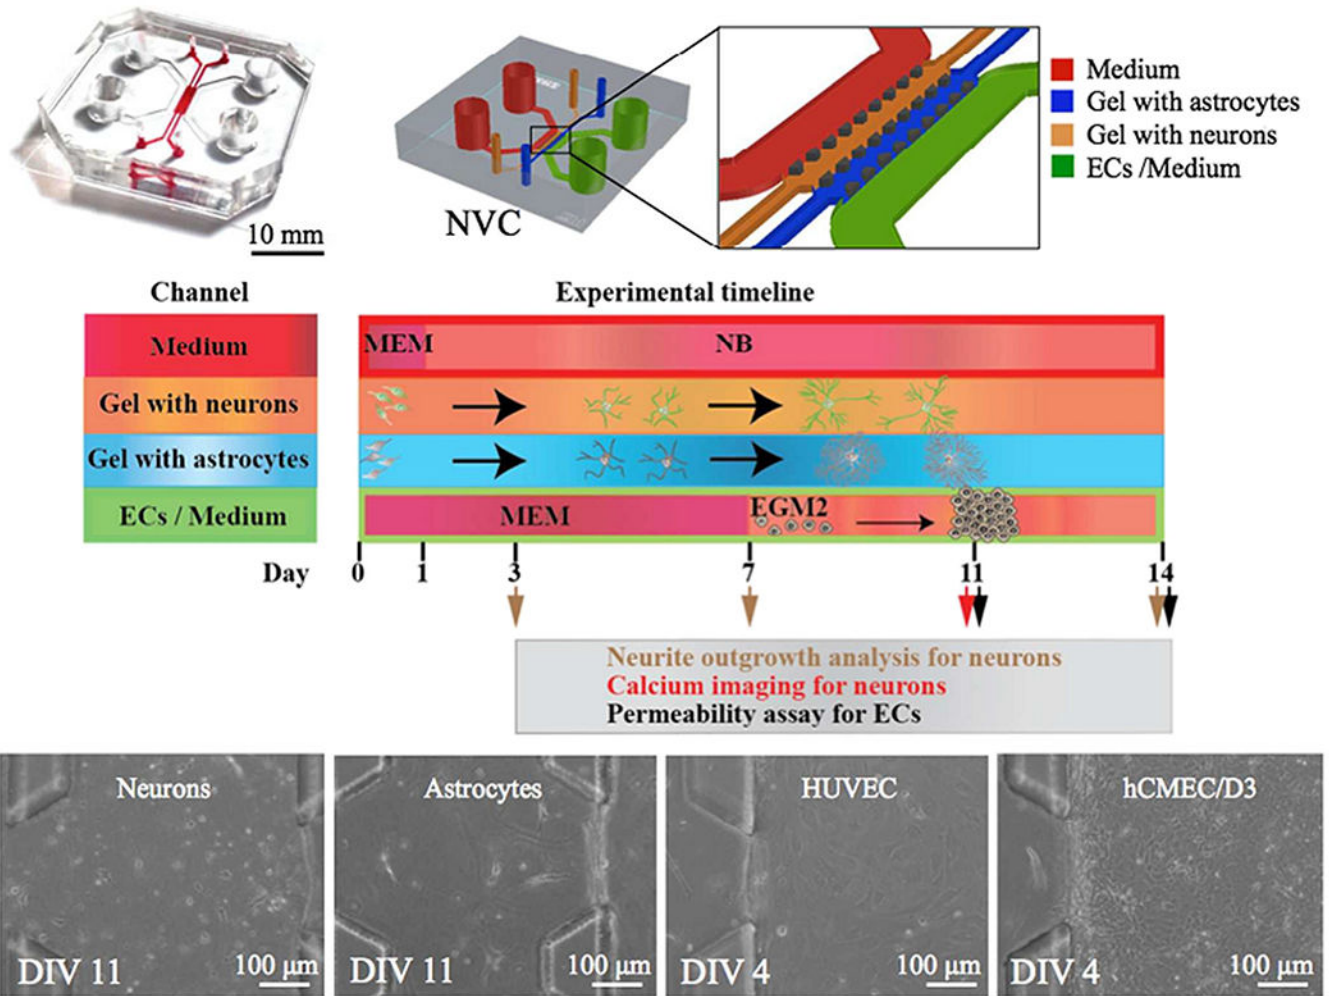 10 mm
NVC
Medium
Gel with astrocytes
Gel with neurons
ECs /Medium
Channel
Experimental timeline
Medium
MEM
NB
Gel with neurons
Gel with astrocytes
ECs / Medium
MEM
EGM2
Day
0
1
3
7
11
14
Neurite outgrowth analysis for neurons
Calcium imaging for neurons
Permeability assay for ECs
Neurons
DIV 11
100 μm
Astrocytes
DIV 11
100 μm
HUVEC
DIV 4
100 μm
hCMEC/D3
DIV 4
100 μm